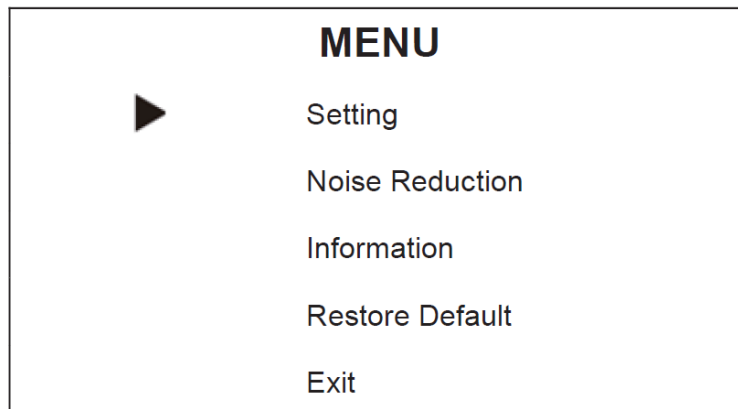 MENU
Setting
Noise Reduction
Information
Restore Default
Exit